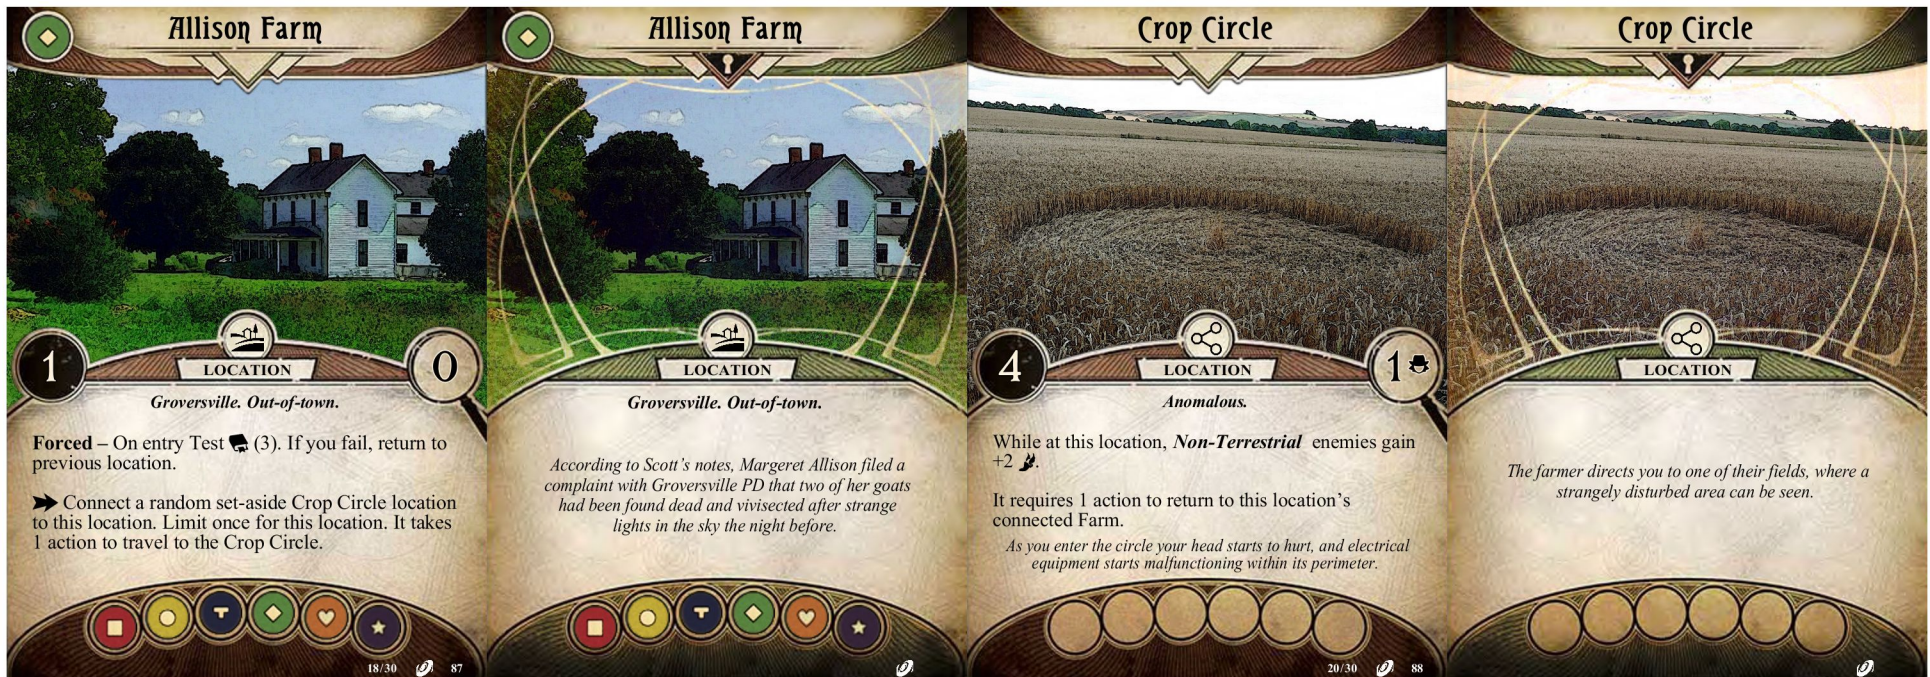 Allison Farm
1
0
LOCATION
Groversville. Out-of-town.
Forced – On entry Test (3). If you fail, return to
previous location.
Connect a random set-aside Crop Circle location
to this location. Limit once for this location. It takes
1 action to travel to the Crop Circle.
18/30 87
Allison Farm
LOCATION
Groversville. Out-of-town.
According to Scott's notes, Margeret Allison filed a
complaint with Groversville PD that two of her goats
had been found dead and vivisected after strange
lights in the sky the night before.
Crop Circle
4
1
LOCATION
Anomalous.
While at this location, Non-Terrestrial enemies gain
+2 .
It requires 1 action to return to this location's
connected Farm.
As you enter the circle your head starts to hurt, and electrical
equipment starts malfunctioning within its perimeter.
20/30 88
Crop Circle
LOCATION
The farmer directs you to one of their fields, where a
strangely disturbed area can be seen.